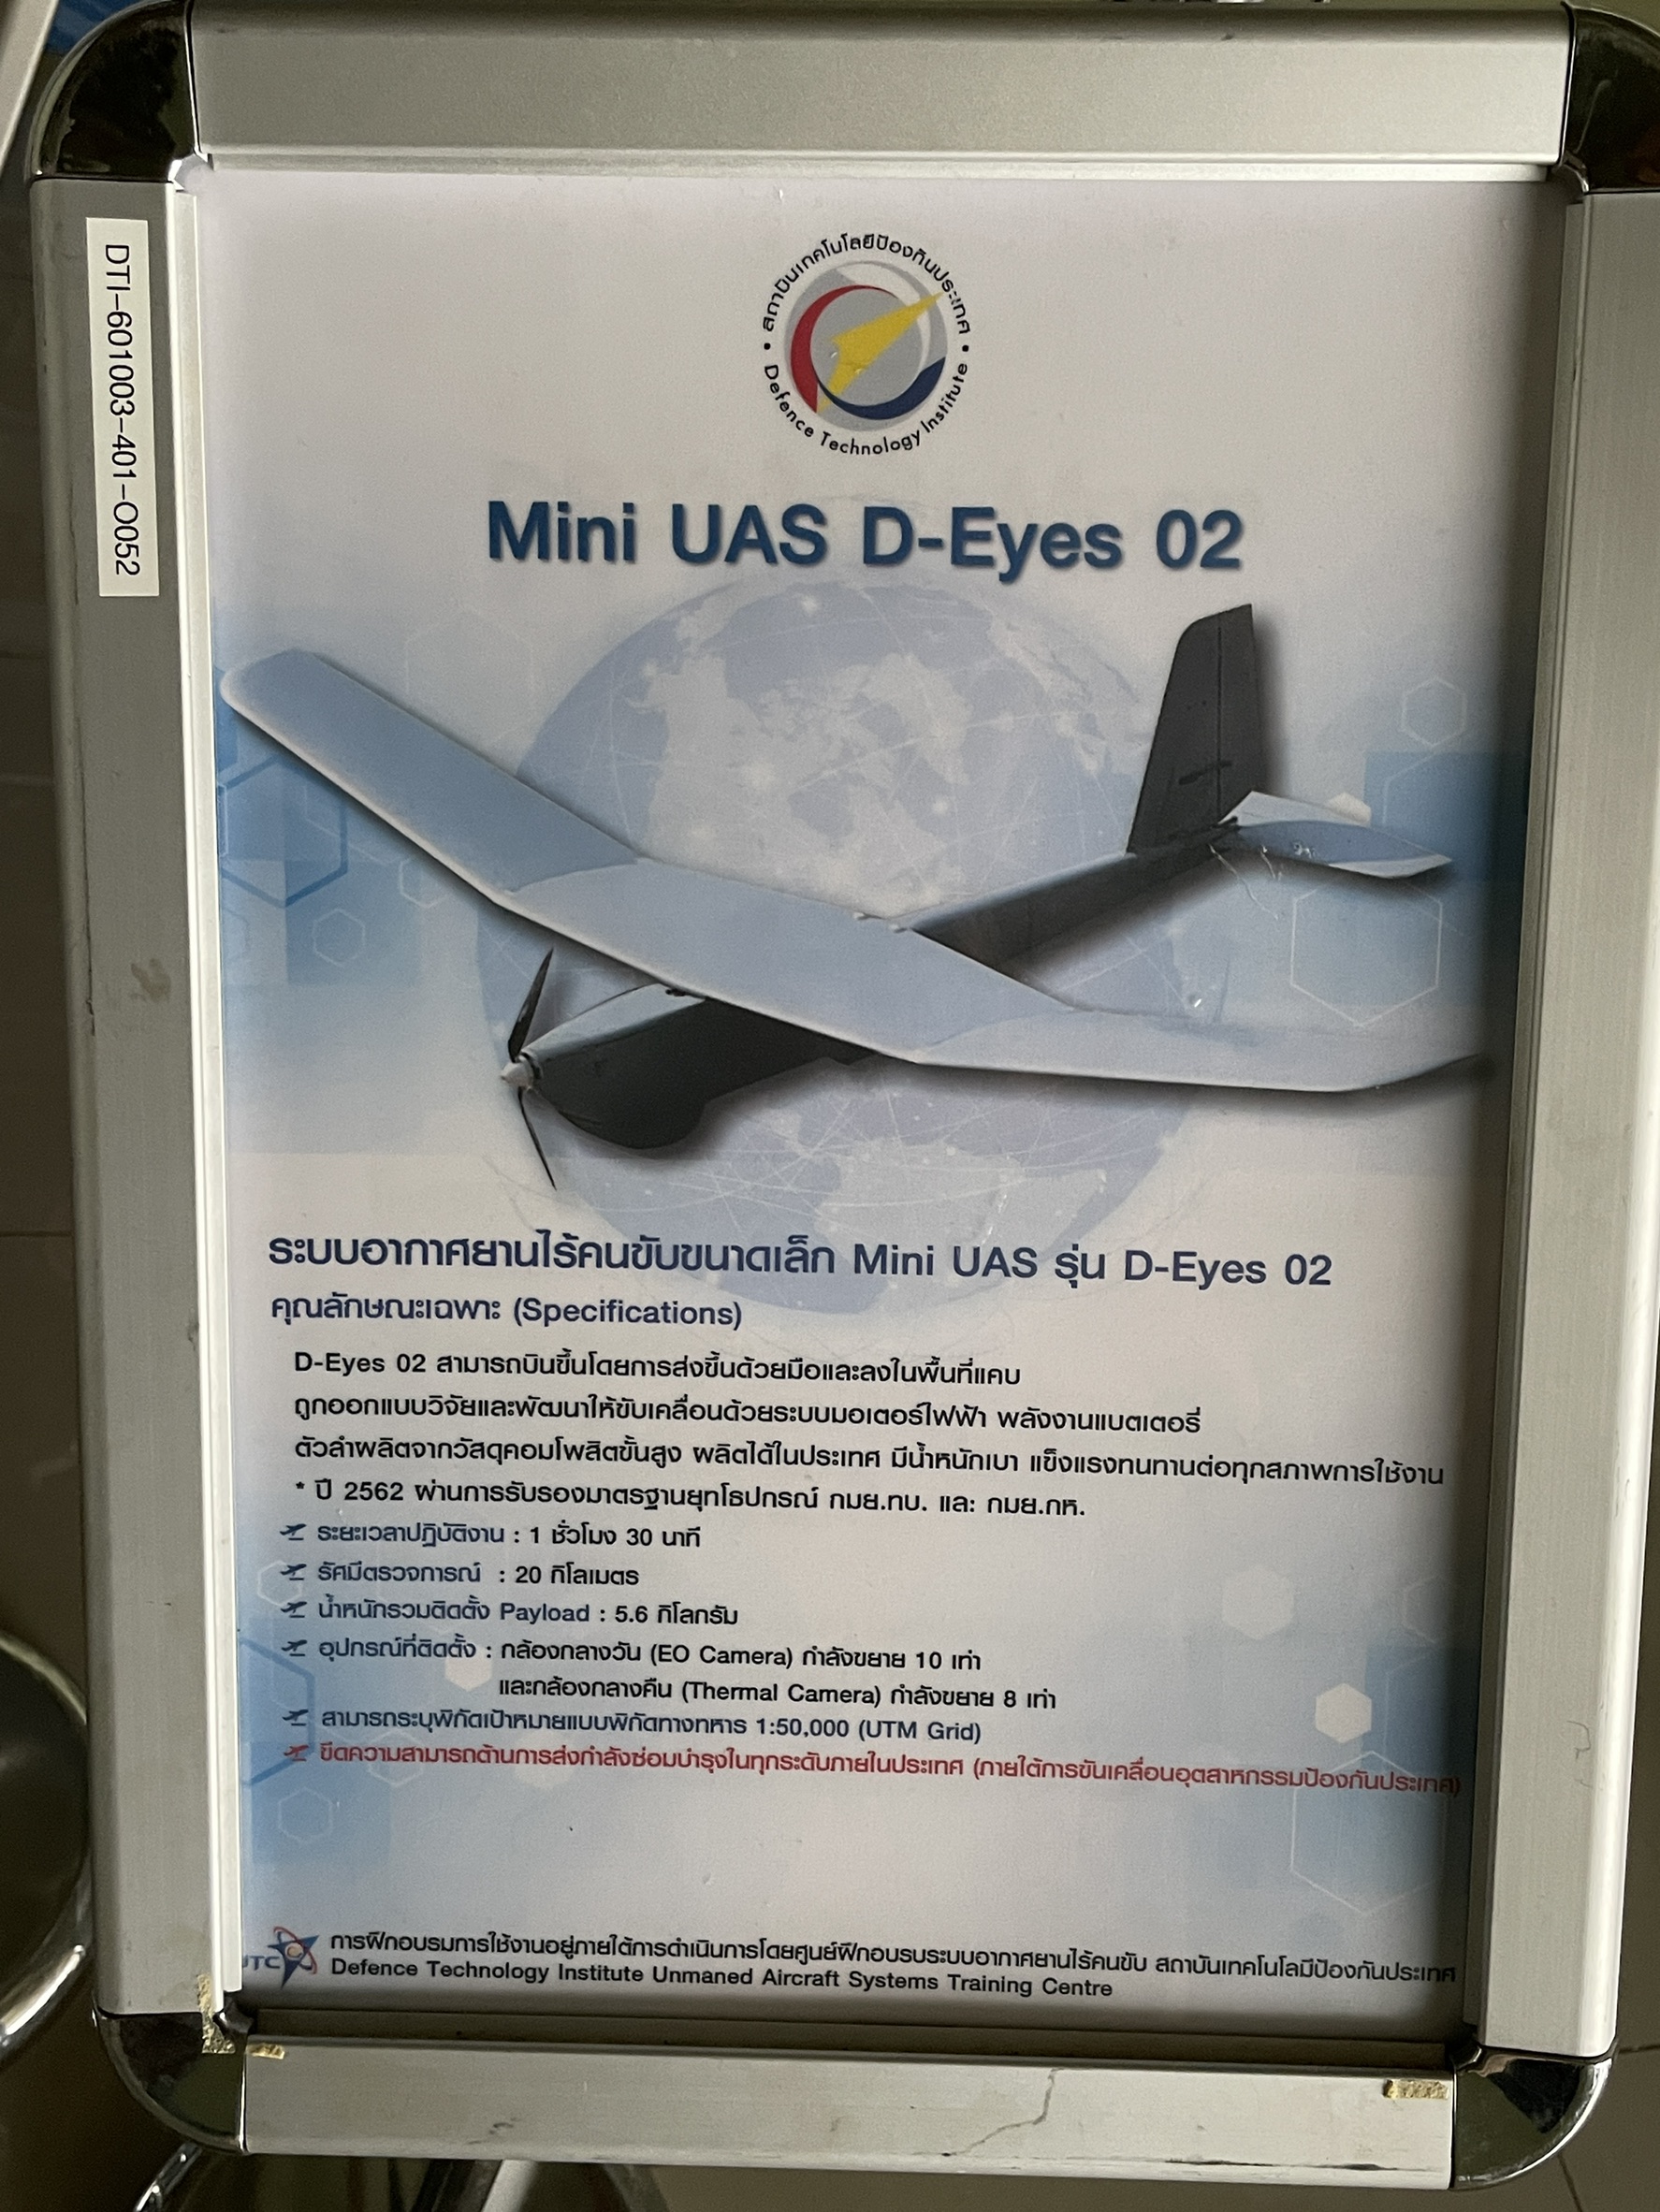 DTI-601003-401-O052
สถาบันเทคโนโลยีป้องกันประเทศ
Defence Technology Institute
Mini UAS D-Eyes 02
ระบบอากาศยานไร้คนขับขนาดเล็ก Mini UAS รุ่น D-Eyes 02
คุณลักษณะเฉพาะ (Specifications)
D-Eyes 02 สามารถบินขึ้นโดยการส่งขึ้นด้วยมือและลงในพื้นที่แคบ
ถูกออกแบบวิจัยและพัฒนาให้ขับเคลื่อนด้วยระบบมอเตอร์ไฟฟ้า พลังงานแบตเตอรี่
ตัวลำผลิตจากวัสดุคอมโพสิตขั้นสูง ผลิตได้ในประเทศ มีน้ำหนักเบา แข็งแรงทนทานต่อทุกสภาพการใช้งาน
* ปี 2562 ผ่านการรับรองมาตรฐานยุทโธปกรณ์ กมย.ทบ. และ กมย.กห.
ระยะเวลาปฏิบัติงาน : 1 ชั่วโมง 30 นาที
รัศมีตรวจการณ์ : 20 กิโลเมตร
น้ำหนักรวมติดตั้ง Payload : 5.6 กิโลกรัม
อุปกรณ์ที่ติดตั้ง : กล้องกลางวัน (EO Camera) กำลังขยาย 10 เท่า
และกล้องกลางคืน (Thermal Camera) กำลังขยาย 8 เท่า
สามารถระบุพิกัดเป้าหมายแบบพิกัดทางทหาร 1:50,000 (UTM Grid)
ขีดความสามารถด้านการส่งกำลังซ่อมบำรุงในทุกระดับภายในประเทศ (ภายใต้การขับเคลื่อนอุตสาหกรรมป้องกันประเทศ)
การฝึกอบรมการใช้งานอยู่ภายใต้การดำเนินการโดยศูนย์ฝึกอบรบระบบอากาศยานไร้คนขับ สถาบันเทคโนโลมีป้องกันประเทศ
Defence Technology Institute Unmaned Aircraft Systems Training Centre